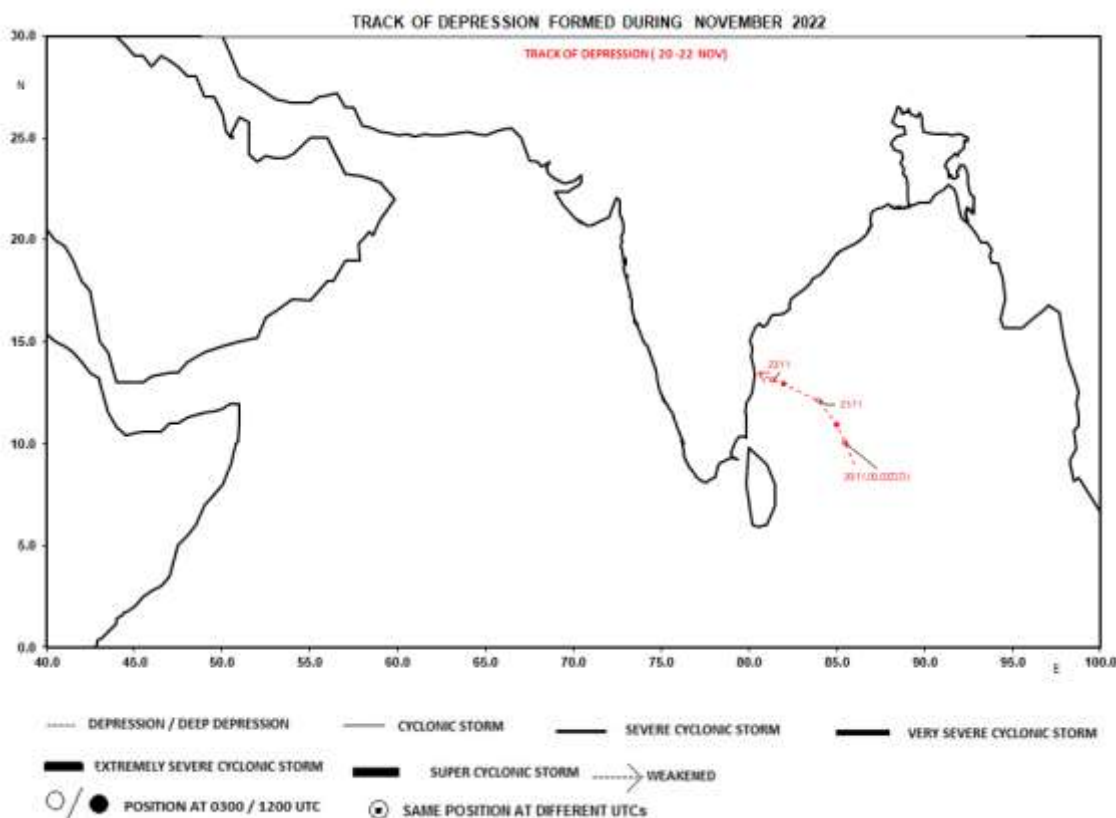 TRACK OF DEPRESSION FORMED DURING NOVEMBER 2022
TRACK OF DEPRESSION ( 20-22 NOV)
30.0
N
25.0
20.0
15.0
10.0
5.0
0.0
22/11
21/11
40.0 45.0 50.0 55.0 60.0 65.0 70.0 75.0 80.0 85.0 90.0 95.0 100.0
E
DEPRESSION / DEEP DEPRESSION CYCLONIC STORM SEVERE CYCLONIC STORM VERY SEVERE CYCLONIC STORM
EXTREMELY SEVERE CYCLONIC STORM SUPER CYCLONIC STORM WEAKENED
POSITION AT 0300 / 1200 UTC SAME POSITION AT DIFFERENT UTCs